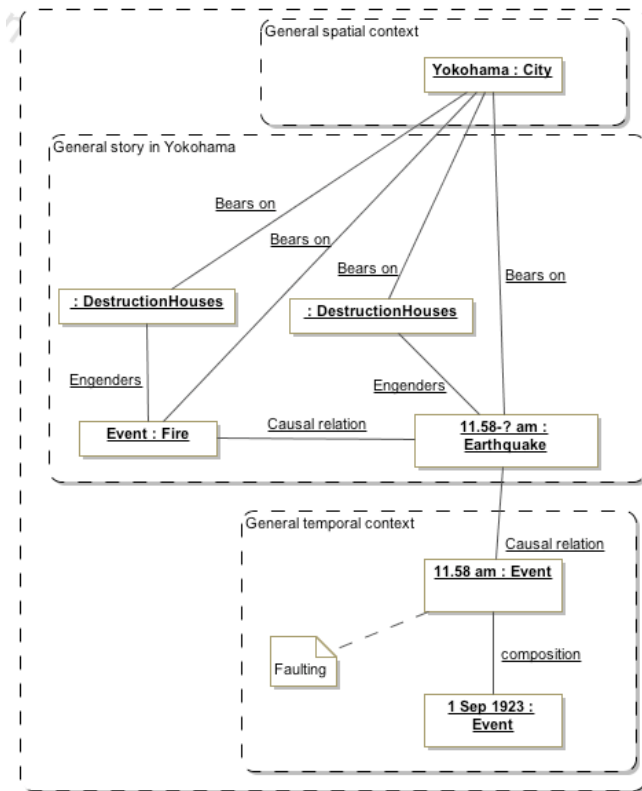 General spatial context
Yokohama : City
General story in Yokohama
Bears on
Bears on
Bears on
Bears on
: DestructionHouses
: DestructionHouses
Engenders
Engenders
Event : Fire
Causal relation
11.58-? am :
Earthquake
General temporal context
Causal relation
11.58 am : Event
Faulting
composition
1 Sep 1923 :
Event